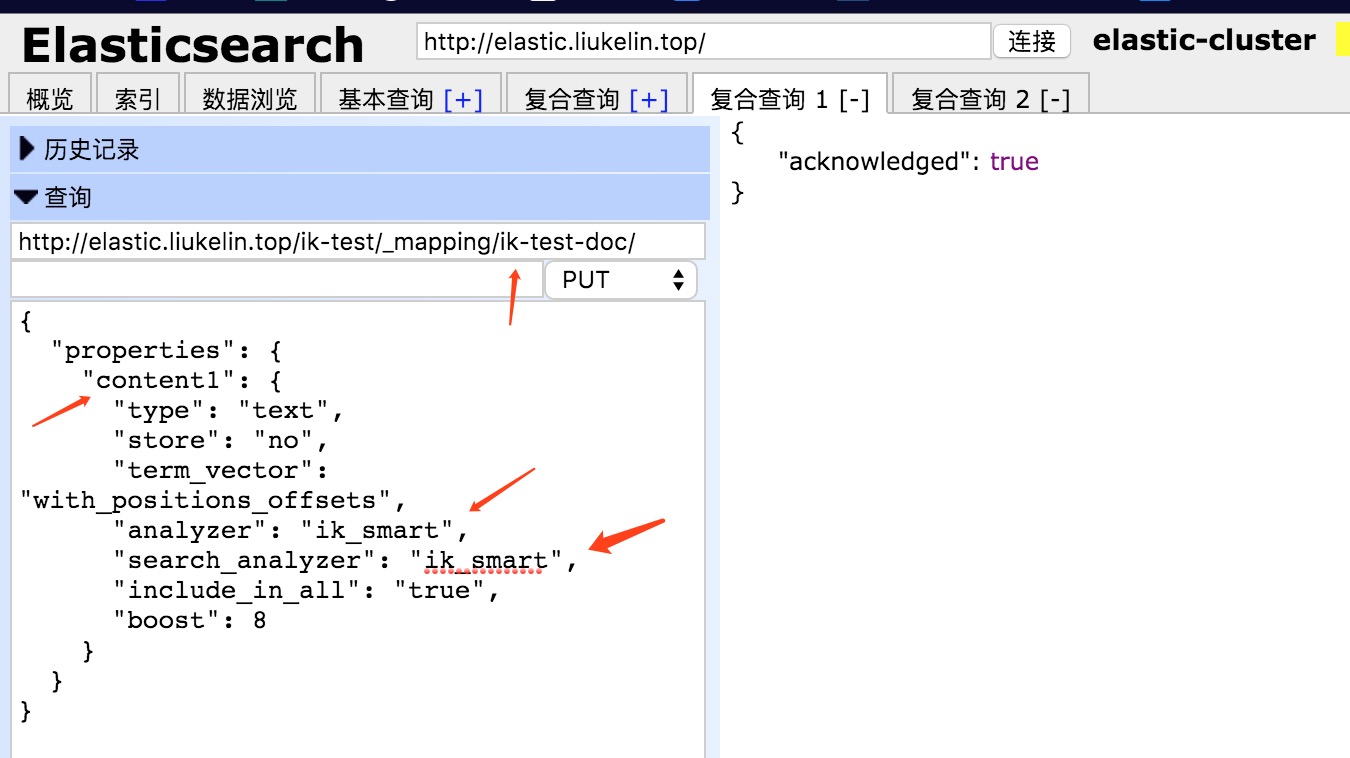 Elasticsearch
http://elastic.liukelin.top/
连接
elastic-cluster
概览
索引
数据浏览
基本查询 [+]
复合查询 [+]
复合查询 1 [-]
复合查询 2 [-]
历史记录
查询
http://elastic.liukelin.top/ik-test/_mapping/ik-test-doc/
PUT
{
"properties": {
"content1": {
"type": "text",
"store": "no",
"term_vector":
"with_positions_offsets",
"analyzer": "ik_smart",
"search_analyzer": "ik_smart",
"include_in_all": "true",
"boost": 8
}
}
}
{
"acknowledged": true
}